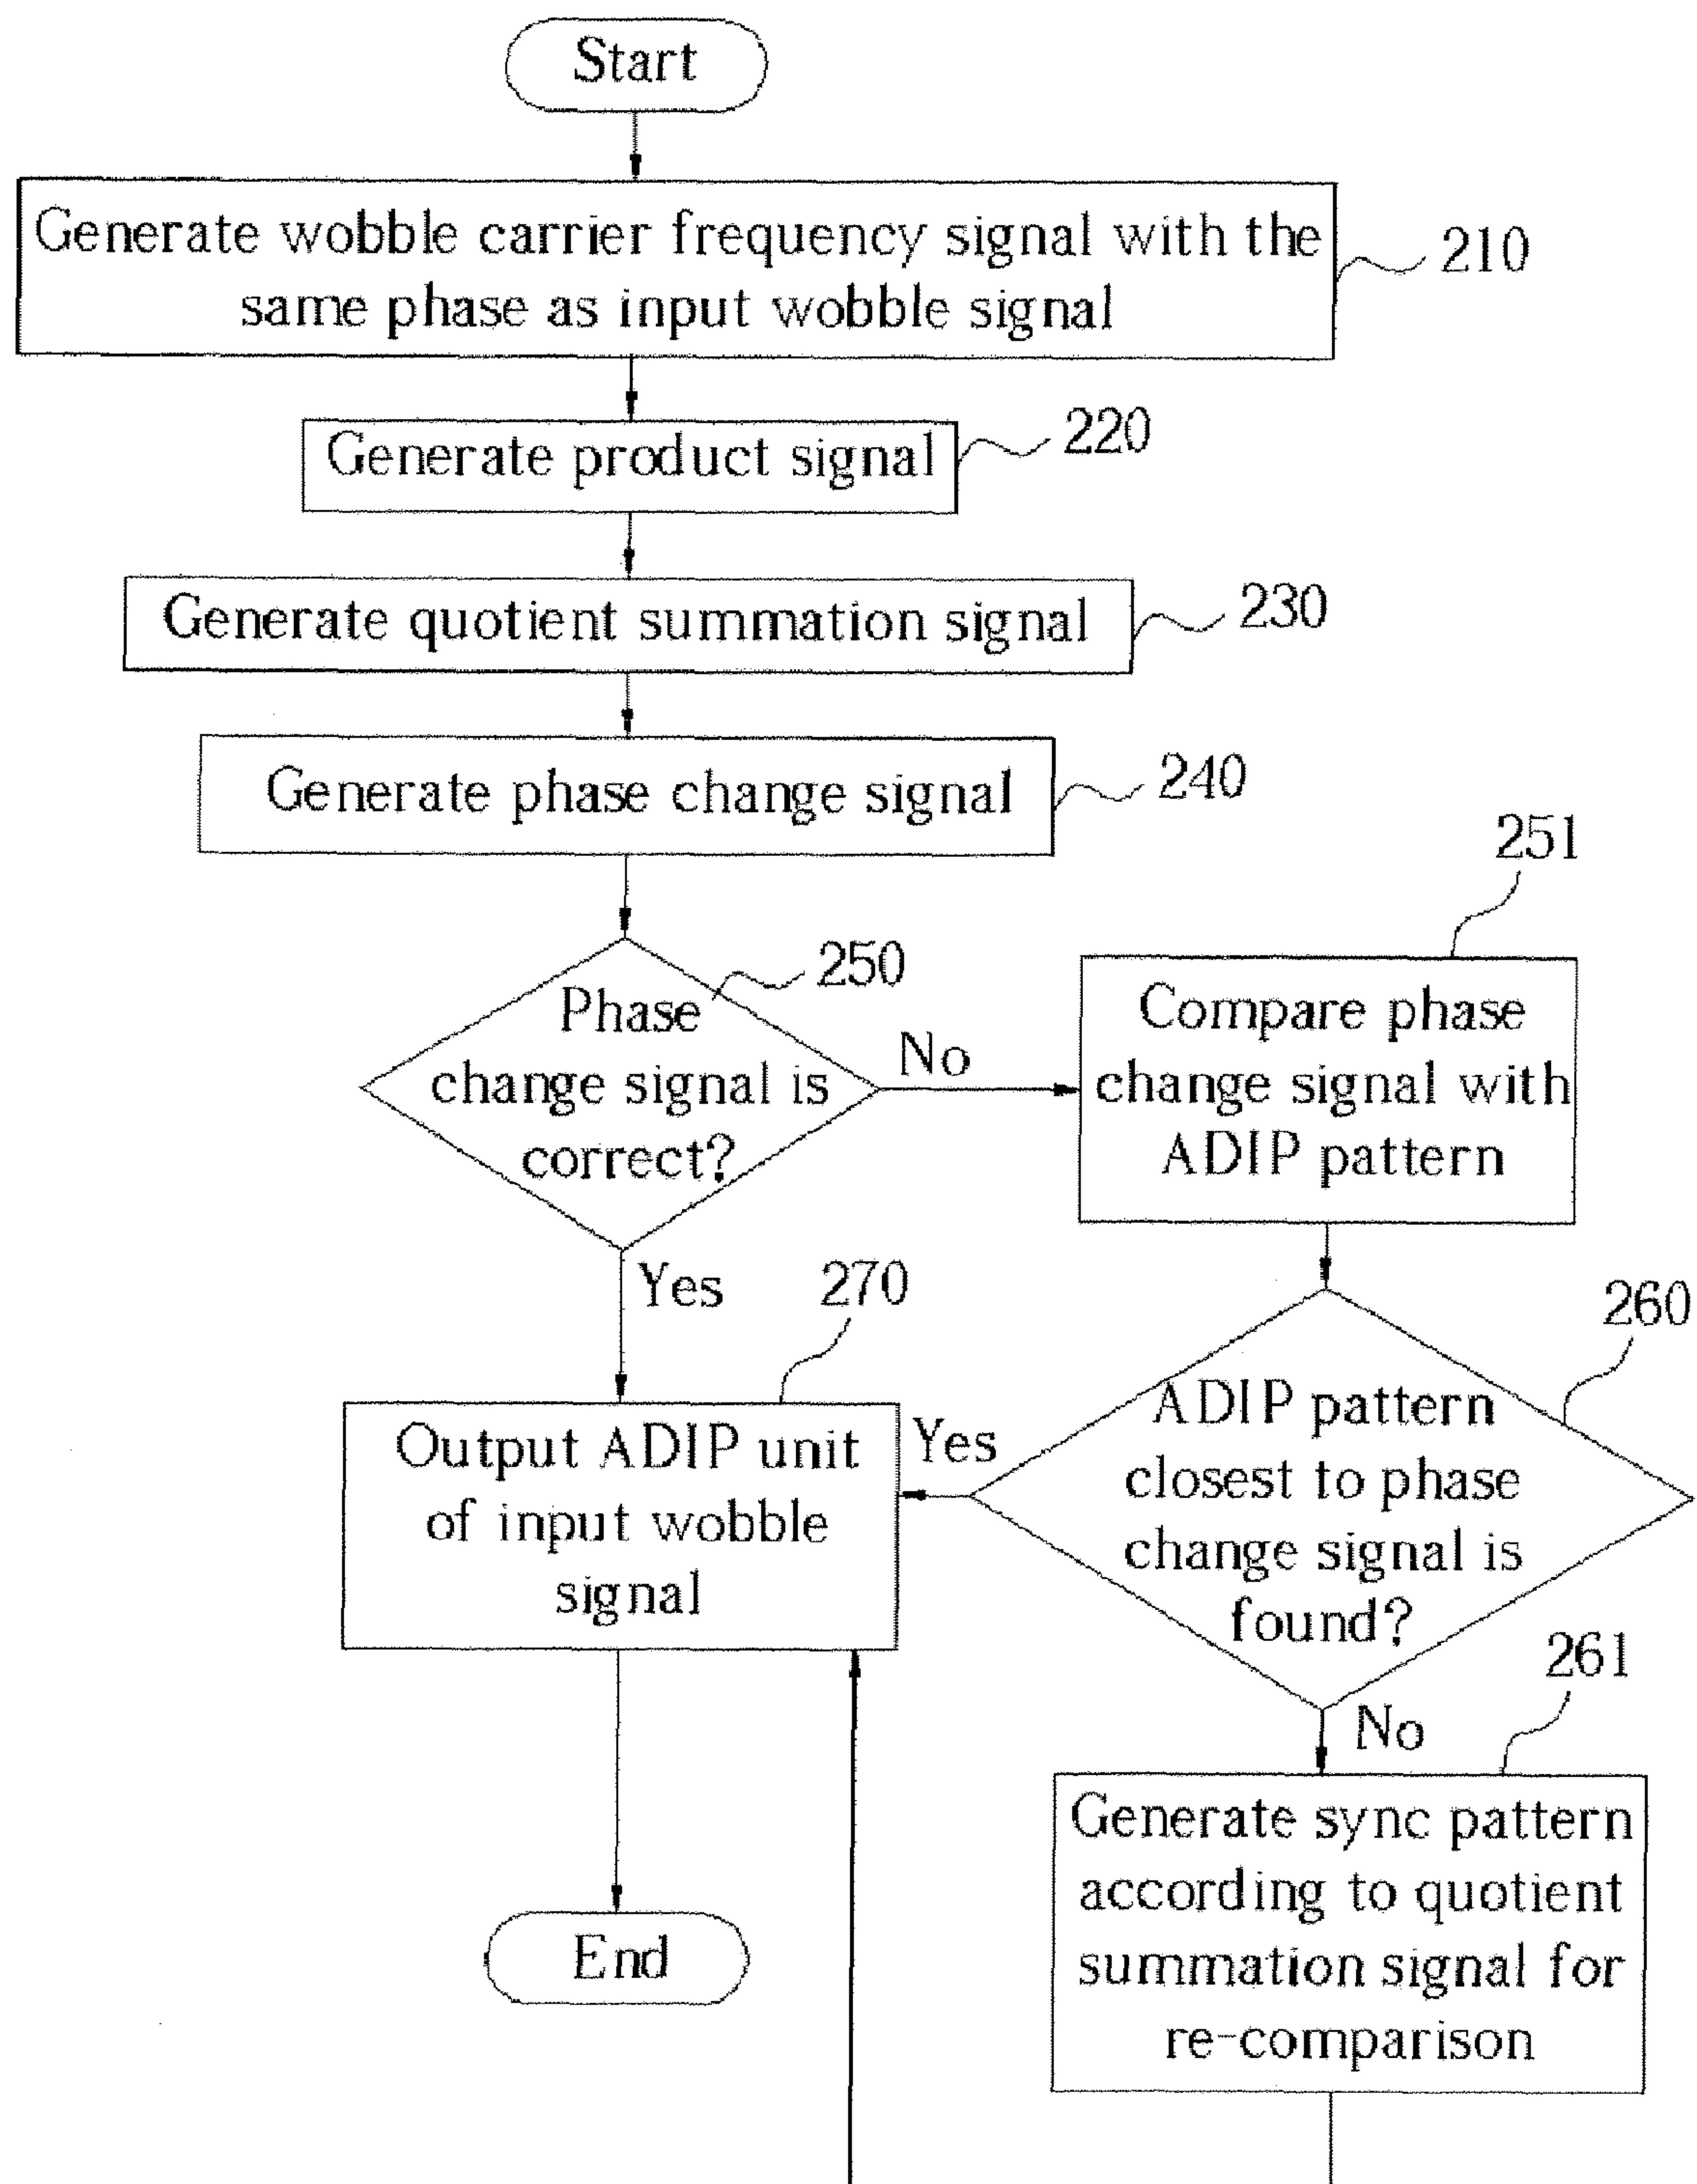 Start
Generate wobble carrier frequency signal with the
same phase as input wobble signal
210
Generate product signal
220
Generate quotient summation signal
230
Generate phase change signal
240
Phase
change signal is
correct?
250
No
Yes
251
Compare phase
change signal with
ADIP pattern
260
ADIP pattern
closest to phase
change signal is
found?
Yes
No
270
Output ADIP unit
of input wobble
signal
261
Generate sync pattern
according to quotient
summation signal for
re-comparison
End